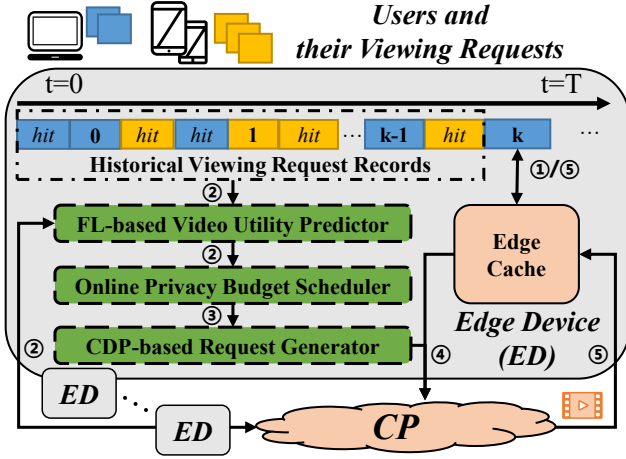 Users and
their Viewing Requests
t=0
t=T
hit 0 hit hit 1 hit ... k-1 hit k ...
Historical Viewing Request Records
①/⑤
②
FL-based Video Utility Predictor
②
Online Privacy Budget Scheduler
③
CDP-based Request Generator
Edge
Cache
Edge Device
(ED)
②
④
⑤
ED
...
ED
CP